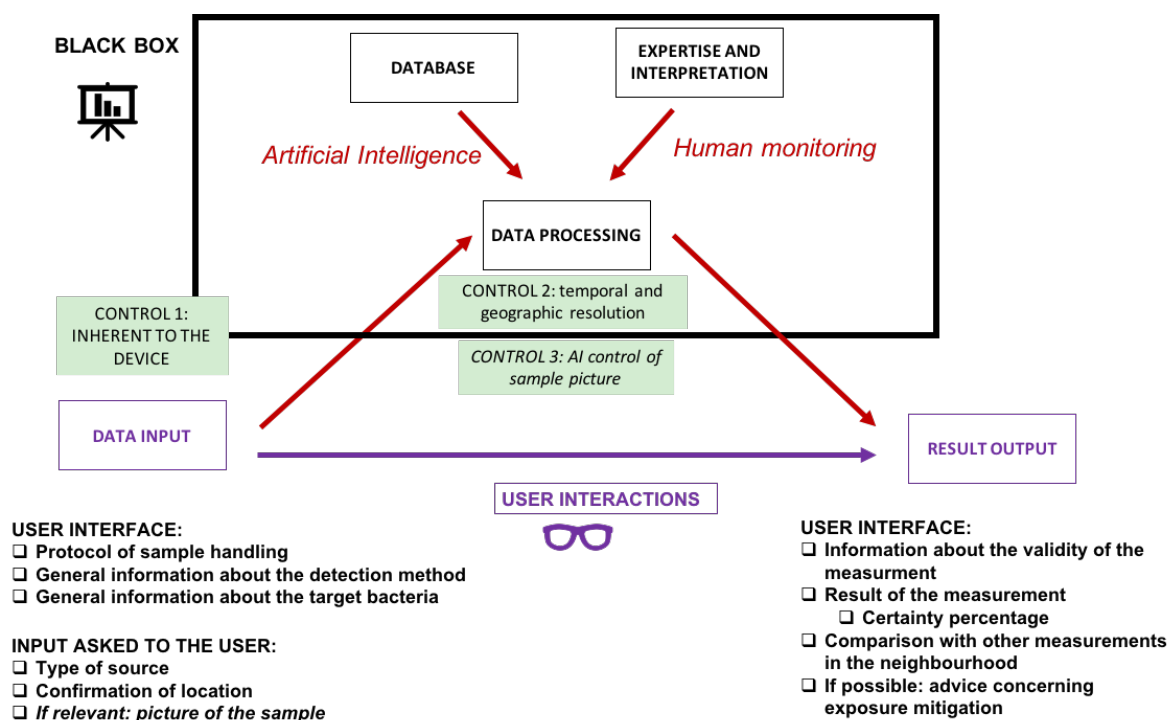 BLACK BOX
DATABASE
EXPERTISE AND
INTERPRETATION
Artificial Intelligence
Human monitoring
DATA PROCESSING
CONTROL 1:
INHERENT TO THE
DEVICE
CONTROL 2: temporal and
geographic resolution
CONTROL 3: AI control of
sample picture
DATA INPUT
RESULT OUTPUT
USER INTERACTIONS
USER INTERFACE:
❑ Protocol of sample handling
❑ General information about the detection method
❑ General information about the target bacteria
INPUT ASKED TO THE USER:
❑ Type of source
❑ Confirmation of location
❑ If relevant: picture of the sample
USER INTERFACE:
❑ Information about the validity of the
measurment
❑ Result of the measurement
❑ Certainty percentage
❑ Comparison with other measurements
in the neighbourhood
❑ If possible: advice concerning
exposure mitigation